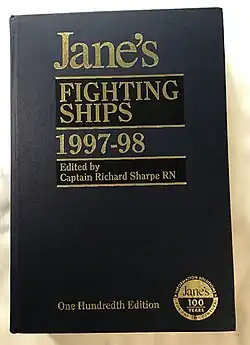 Jane's
FIGHTING
SHIPS
1997-98
Edited by
Captain Richard Sharpe RN
Jane's
100
YEARS
One Hundredth Edition